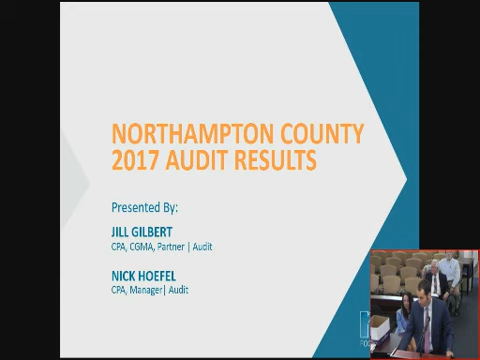 NORTHAMPTON COUNTY
2017 AUDIT RESULTS
Presented By:
JILL GILBERT
CPA, CGMA, Partner | Audit
NICK HOEFEL
CPA, Manager | Audit